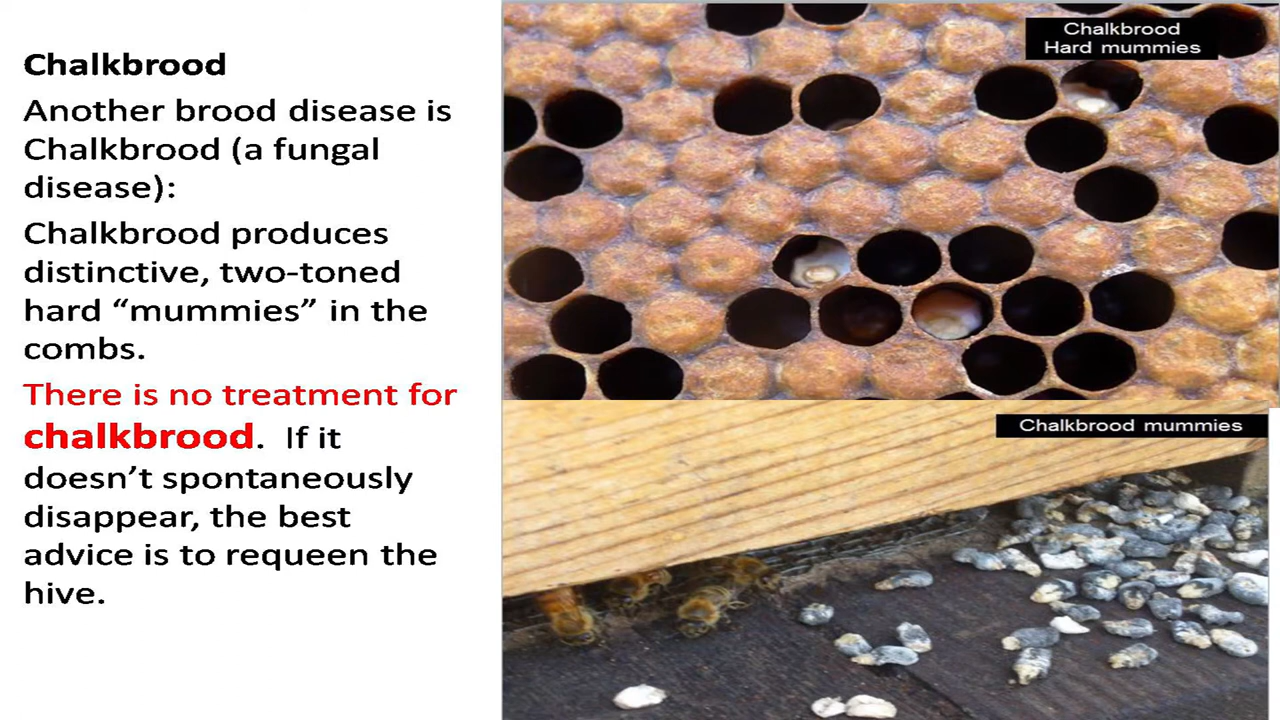 Chalkbrood
Another brood disease is
Chalkbrood (a fungal
disease):
Chalkbrood produces
distinctive, two-toned
hard “mummies” in the
combs.
There is no treatment for
chalkbrood.  If it
doesn’t spontaneously
disappear, the best
advice is to requeen the
hive.
Chalkbrood
Hard mummies
Chalkbrood mummies